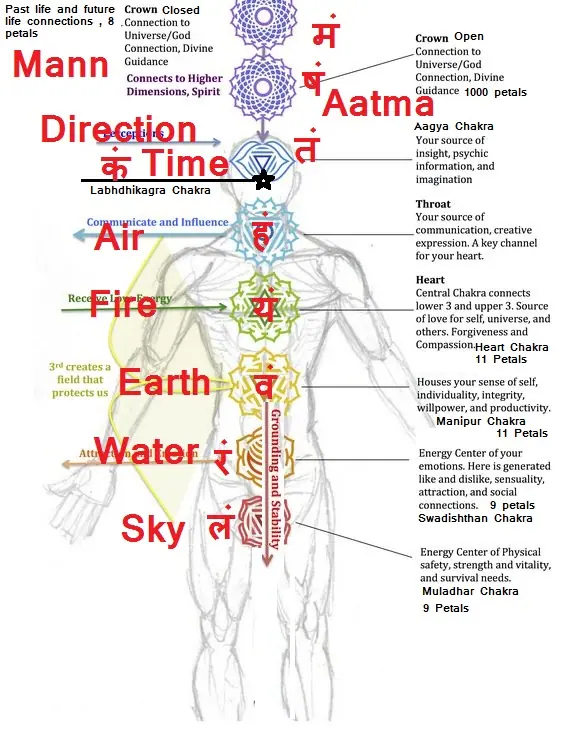 Past life and future
life connections , 8
petals
Crown Closed
Connection to
Universe/God
Connection, Divine
Guidance
Connects to Higher
Dimensions, Spirit
Mann
मं
षं
Aatma
Crown Open
Connection to
Universe/God
Connection, Divine
Guidance 1000 petals
Direction
Perceptions
तं
कं Time
Labhdhikagra Chakra
Aagya Chakra
Your source of
insight, psychic
information, and
imagination
Communicate and Influence
Air
हं
Throat
Your source of
communication, creative
expression. A key channel
for your heart.
Receive Love Energy
Fire
यं
Heart
Central Chakra connects
lower 3 and upper 3. Source
of love for self, universe, and
others. Forgiveness and
Compassion. Heart Chakra
11 Petals
3rd creates a
field that
protects us
Earth
वं
Houses your sense of self,
individuality, integrity,
willpower, and productivity.
Manipur Chakra
11 Petals
Grounding and Stability
Water
रं
Energy Center of your
emotions. Here is generated
like and dislike, sensuality,
attraction, and social
connections. 9 petals
Swadishthan Chakra
Sky
लं
Energy Center of Physical
safety, strength and vitality,
and survival needs.
Muladhar Chakra
9 Petals